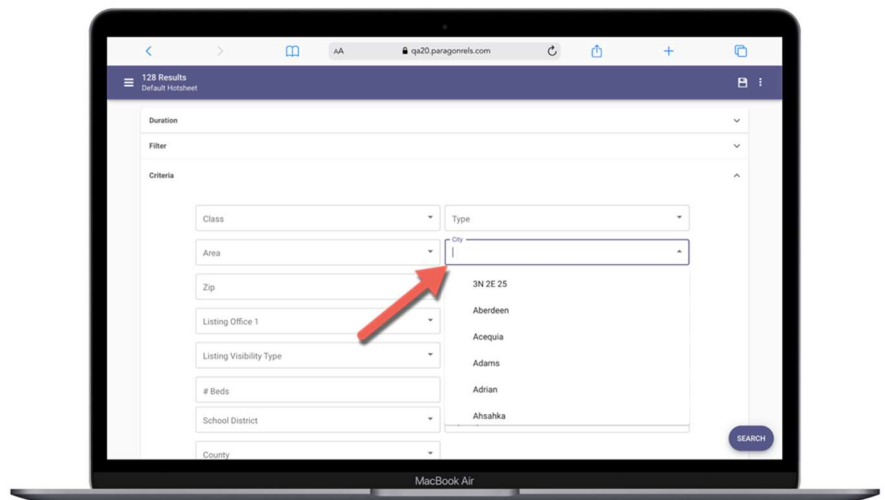 AA qa20.paragonrels.com
128 Results
Default Hotsheet
Duration
Filter
Criteria
Class
Type
Area
City
Zip
3N 2E 25
Aberdeen
Listing Office 1
Acequia
Listing Visibility Type
Adams
# Beds
Adrian
School District
Ahsahka
SEARCH
County
MacBook Air